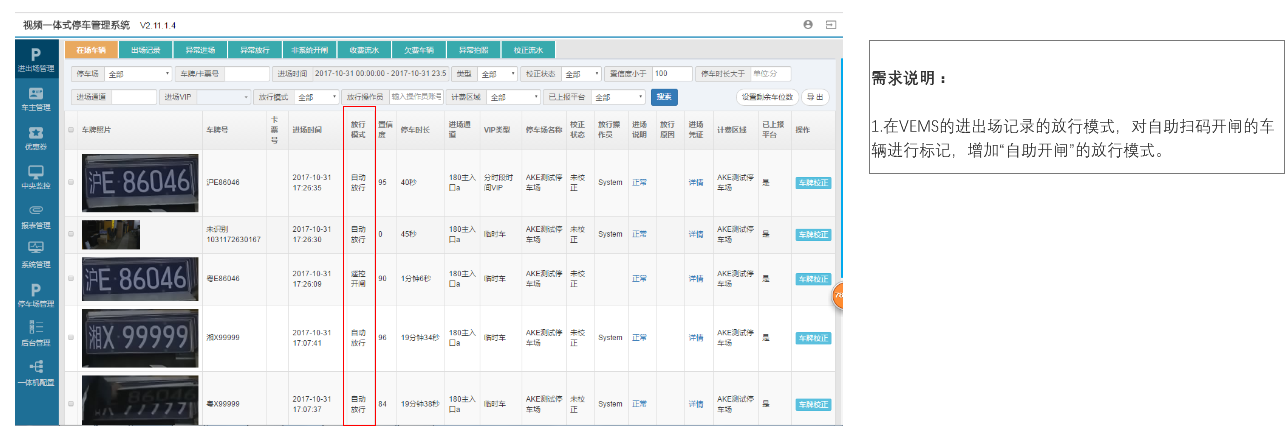 视频一体式停车管理系统 V2.11.1.4
P
进出场管理
车主管理
优惠券
中央监控
报表管理
系统管理
P
停车场管理
后台管理
一体机配置
在场车辆 出场记录 异常进场 异常放行 非系统开闸 收费流水 欠费车辆 异常拍照 校正流水
停车场 全部 车牌/卡票号 进场时间 2017-10-31 00:00:00 - 2017-10-31 23:5 类型 全部 校正状态 全部 置信度小于 100 停车时长大于 单位:分
进场通道 进场VIP 放行模式 全部 放行操作员 输入操作员账号 计费区域 全部 已上报平台 全部 搜索 设置剩余车位数 导出
车牌照片 车牌号 卡票号 进场时间 放行模式 置信度 停车时长 进场通道 VIP类型 停车场名称 校正状态 放行操作员 进场说明 放行原因 进场凭证 计费区域 已上报平台 操作
沪E 86046 沪E86046 2017-10-31 17:26:35 自动放行 95 40秒 180主入口a 分时段时间VIP AKE测试停车场 未校正 System 正常 详情 AKE测试停车场 是 车牌校正
未识别1031172630167 2017-10-31 17:26:30 自动放行 0 45秒 180主入口a 临时车 AKE测试停车场 未校正 System 正常 详情 AKE测试停车场 是 车牌校正
沪E 86046 粤E86046 2017-10-31 17:26:09 遥控开闸 90 1分钟6秒 180主入口a 临时车 AKE测试停车场 未校正 正常 详情 AKE测试停车场 是 车牌校正
湘X 99999 湘X99999 2017-10-31 17:07:41 自动放行 96 19分钟34秒 180主入口a 临时车 AKE测试停车场 未校正 System 正常 详情 AKE测试停车场 是 车牌校正
粤X99999 2017-10-31 17:07:37 自动放行 84 19分钟38秒 180主入口a 临时车 AKE测试停车场 未校正 System 正常 详情 AKE测试停车场 是 车牌校正
需求说明：
1.在VEMS的进出场记录的放行模式，对自助扫码开闸的车
辆进行标记，增加“自助开闸”的放行模式。